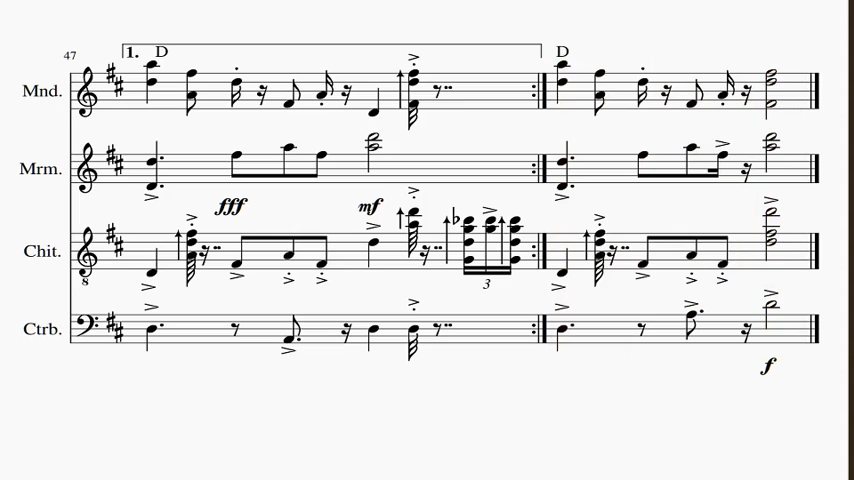 47 1. D D
Mnd.
Mrm.
fff mf
Chit.
3
8
Ctrb.
f